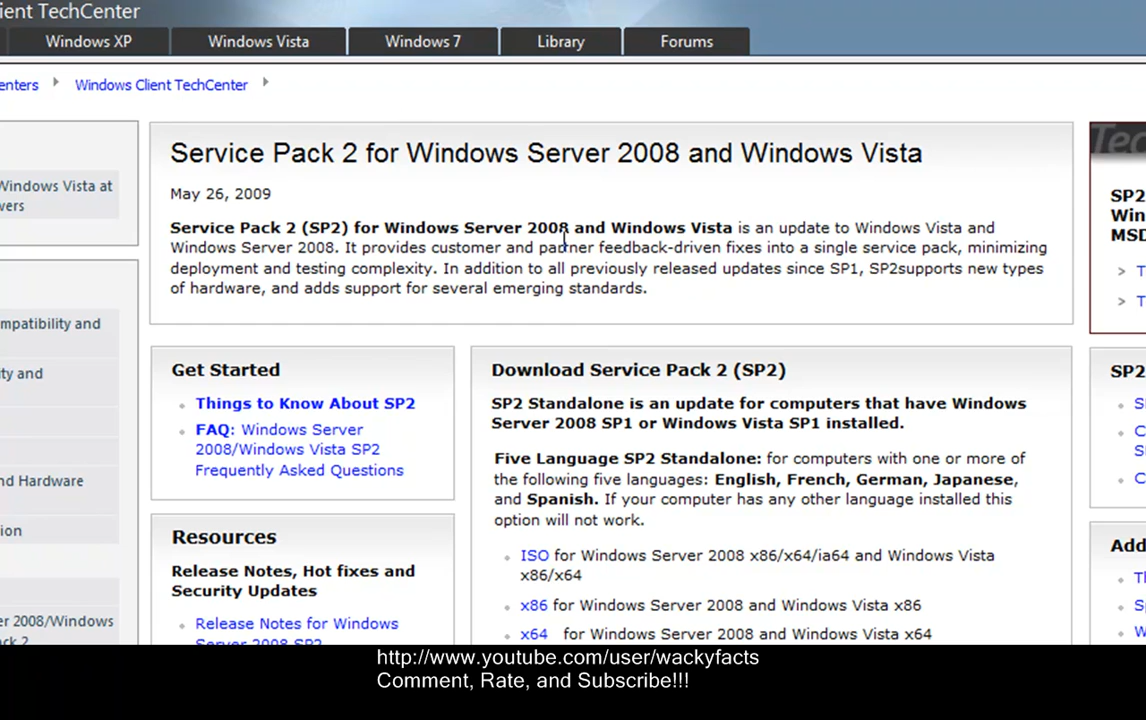 ient TechCenter
Windows XP
Windows Vista
Windows 7
Library
Forums
enters
Windows Client TechCenter
Windows Vista at
vers
mpatibility and
ity and
nd Hardware
ion
er 2008/Windows
ack 2
Service Pack 2 for Windows Server 2008 and Windows Vista
May 26, 2009
Service Pack 2 (SP2) for Windows Server 2008 and Windows Vista is an update to Windows Vista and
Windows Server 2008. It provides customer and partner feedback-driven fixes into a single service pack, minimizing
deployment and testing complexity. In addition to all previously released updates since SP1, SP2supports new types
of hardware, and adds support for several emerging standards.
Get Started
Things to Know About SP2
FAQ: Windows Server
2008/Windows Vista SP2
Frequently Asked Questions
Resources
Release Notes, Hot fixes and
Security Updates
Release Notes for Windows
Server 2008 SP2
Download Service Pack 2 (SP2)
SP2 Standalone is an update for computers that have Windows
Server 2008 SP1 or Windows Vista SP1 installed.
Five Language SP2 Standalone: for computers with one or more of
the following five languages: English, French, German, Japanese,
and Spanish. If your computer has any other language installed this
option will not work.
ISO for Windows Server 2008 x86/x64/ia64 and Windows Vista
x86/x64
x86 for Windows Server 2008 and Windows Vista x86
x64 for Windows Server 2008 and Windows Vista x64
Tec
SP2
Win
MSD
> T
> T
SP2
S
C
S
C
Add
Th
Sp
W
http://www.youtube.com/user/wackyfacts
Comment, Rate, and Subscribe!!!